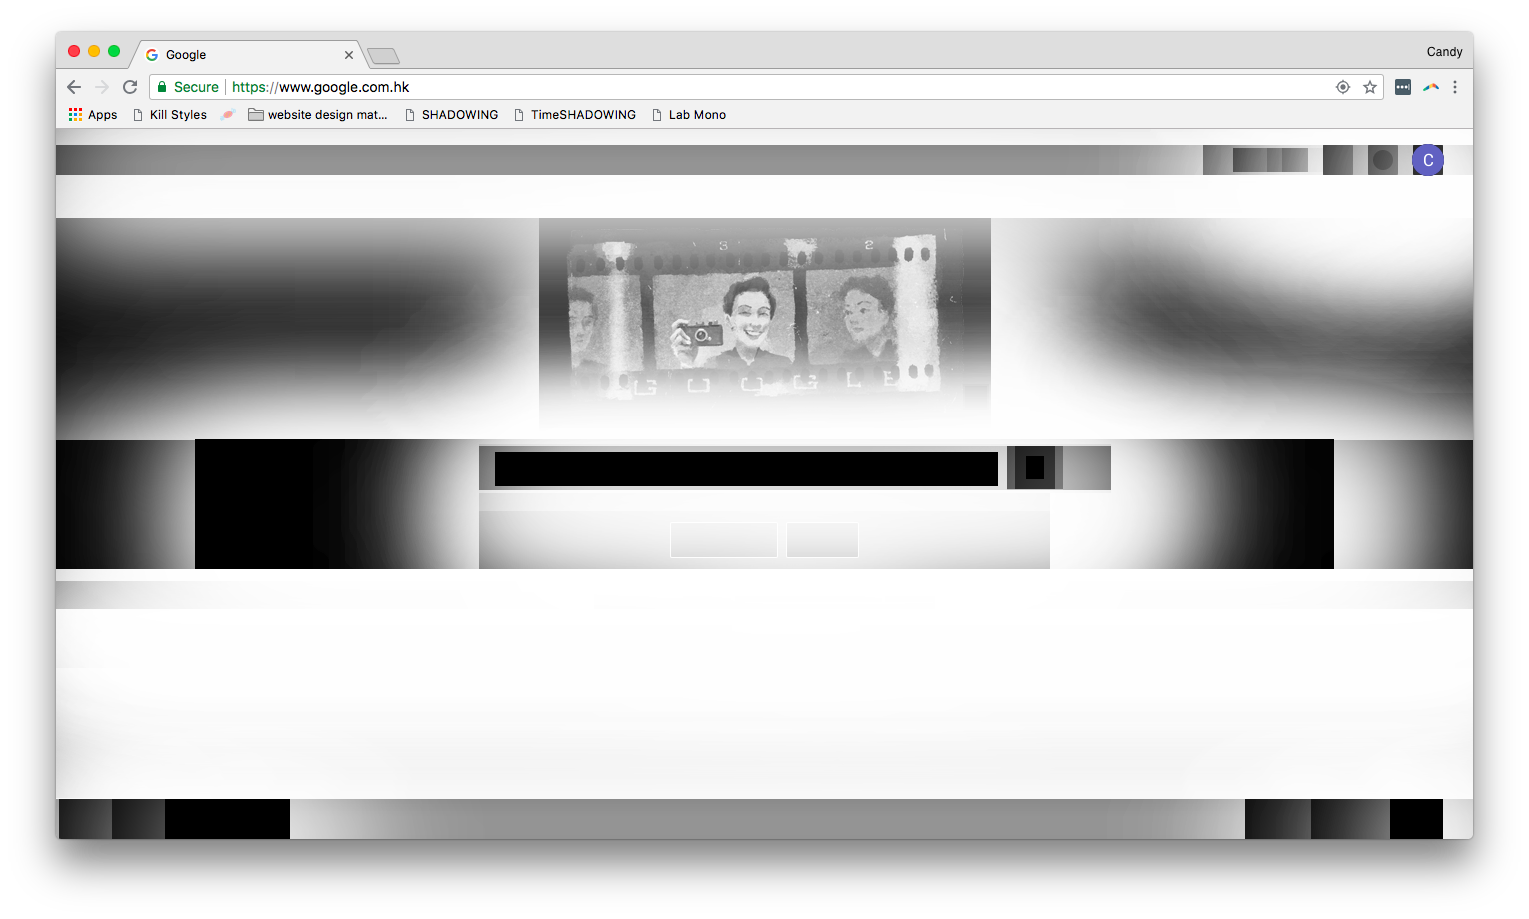 Google
Candy
Secure https://www.google.com.hk
Apps Kill Styles website design mat... SHADOWING TimeSHADOWING Lab Mono
C
3 2
G O O G L E